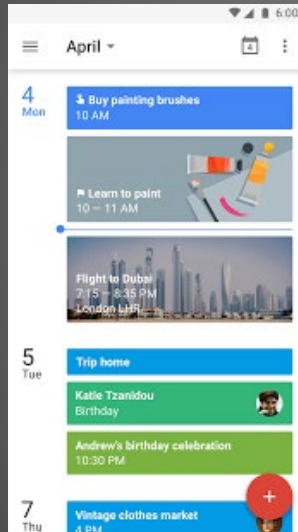 6:00
April
4
4
Mon
Buy painting brushes
10 AM
Learn to paint
10 – 11 AM
Flight to Dubai
7:15 – 8:35 PM
London LHR
5
Tue
Trip home
Katie Tzanidou
Birthday
Andrew's birthday celebration
10:30 PM
7
Thu
Vintage clothes market
4 PM